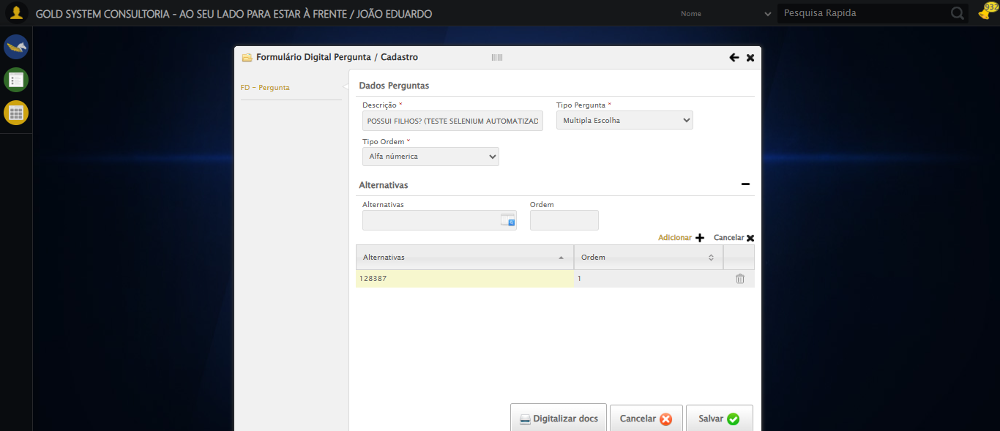 GOLD SYSTEM CONSULTORIA - AO SEU LADO PARA ESTAR À FRENTE / JOÃO EDUARDO
Nome
Pesquisa Rapida
932
Formulário Digital Pergunta / Cadastro
FD - Pergunta
Dados Perguntas
Descrição *
Tipo Pergunta *
POSSUI FILHOS? (TESTE SELENIUM AUTOMATIZAD
Multipla Escolha
Tipo Ordem *
Alfa númerica
Alternativas
Alternativas
Ordem
Adicionar
Cancelar
Alternativas
Ordem
128387
1
Digitalizar docs
Cancelar
Salvar